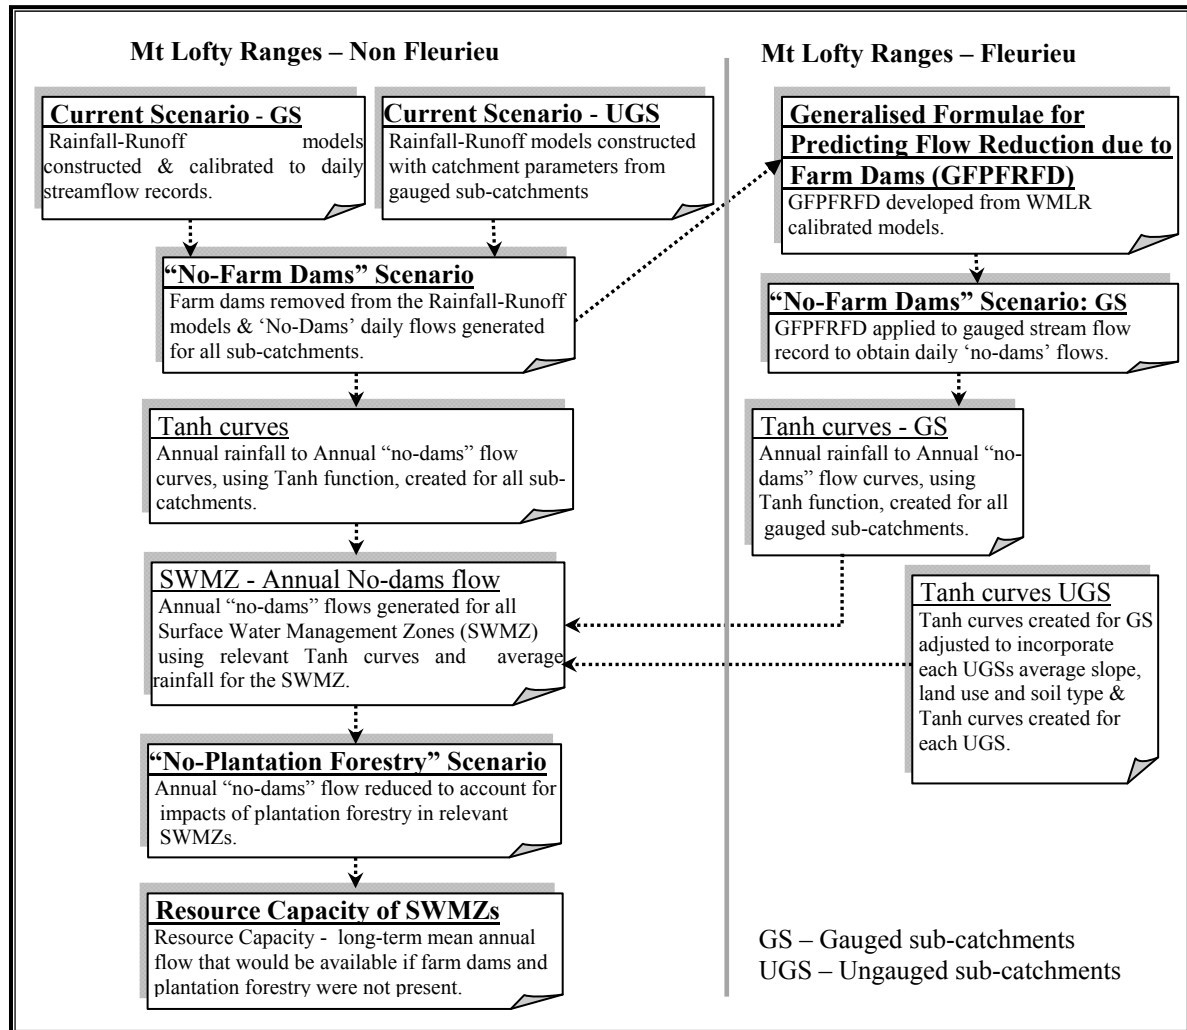 Mt Lofty Ranges – Non Fleurieu
Current Scenario - GS
Rainfall-Runoff models
constructed & calibrated to daily
streamflow records.
Current Scenario - UGS
Rainfall-Runoff models constructed
with catchment parameters from
gauged sub-catchments
“No-Farm Dams” Scenario
Farm dams removed from the Rainfall-Runoff
models & ‘No-Dams’ daily flows generated
for all sub-catchments.
Tanh curves
Annual rainfall to Annual “no-dams” flow
curves, using Tanh function, created for all sub-
catchments.
SWMZ - Annual No-dams flow
Annual “no-dams” flows generated for all
Surface Water Management Zones (SWMZ)
using relevant Tanh curves and average
rainfall for the SWMZ.
“No-Plantation Forestry” Scenario
Annual “no-dams” flow reduced to account for
impacts of plantation forestry in relevant
SWMZs.
Resource Capacity of SWMZs
Resource Capacity - long-term mean annual
flow that would be available if farm dams and
plantation forestry were not present.
Mt Lofty Ranges – Fleurieu
Generalised Formulae for
Predicting Flow Reduction due to
Farm Dams (GFPFRFD)
GFPFRFD developed from WMLR
calibrated models.
“No-Farm Dams” Scenario: GS
GFPFRFD applied to gauged stream flow
record to obtain daily ‘no-dams’ flows.
Tanh curves - GS
Annual rainfall to Annual “no-
dams” flow curves, using
Tanh function, created for all
gauged sub-catchments.
Tanh curves UGS
Tanh curves created for GS
adjusted to incorporate
each UGSs average slope,
land use and soil type &
Tanh curves created for
each UGS.
GS – Gauged sub-catchments
UGS – Ungauged sub-catchments